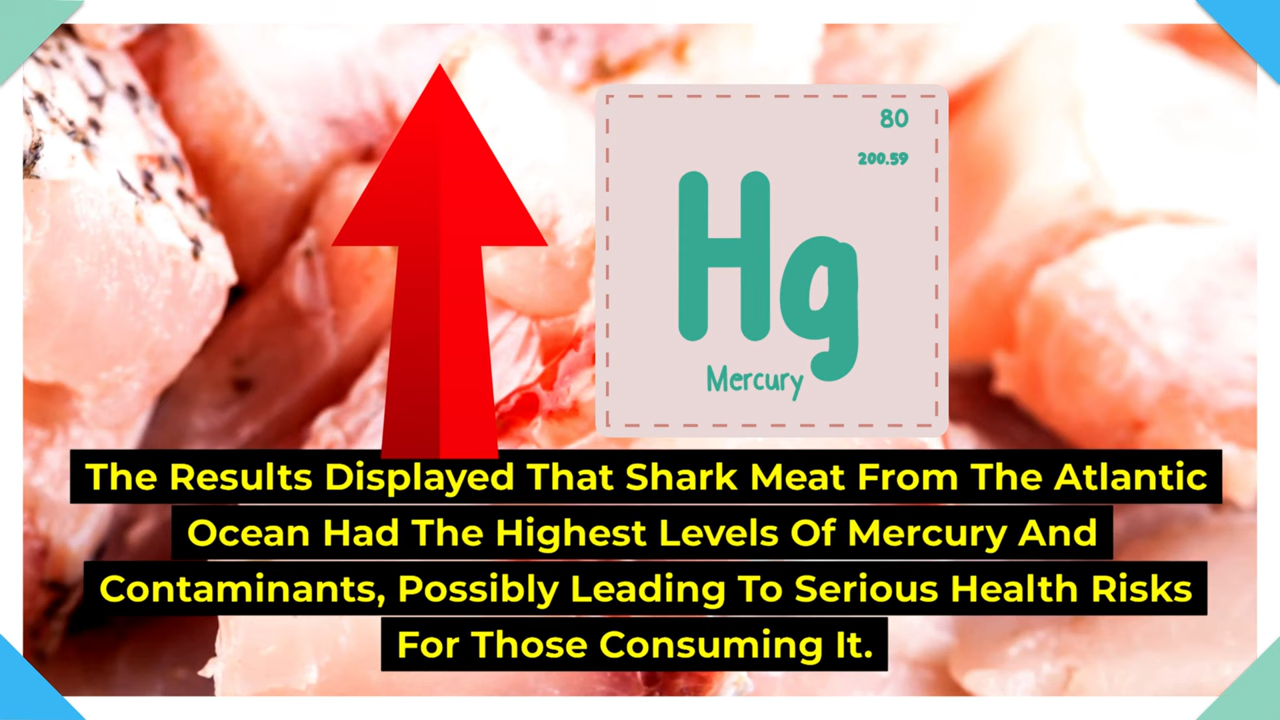 80
200.59
Hg
Mercury
The Results Displayed That Shark Meat From The Atlantic
Ocean Had The Highest Levels Of Mercury And
Contaminants, Possibly Leading To Serious Health Risks
For Those Consuming It.